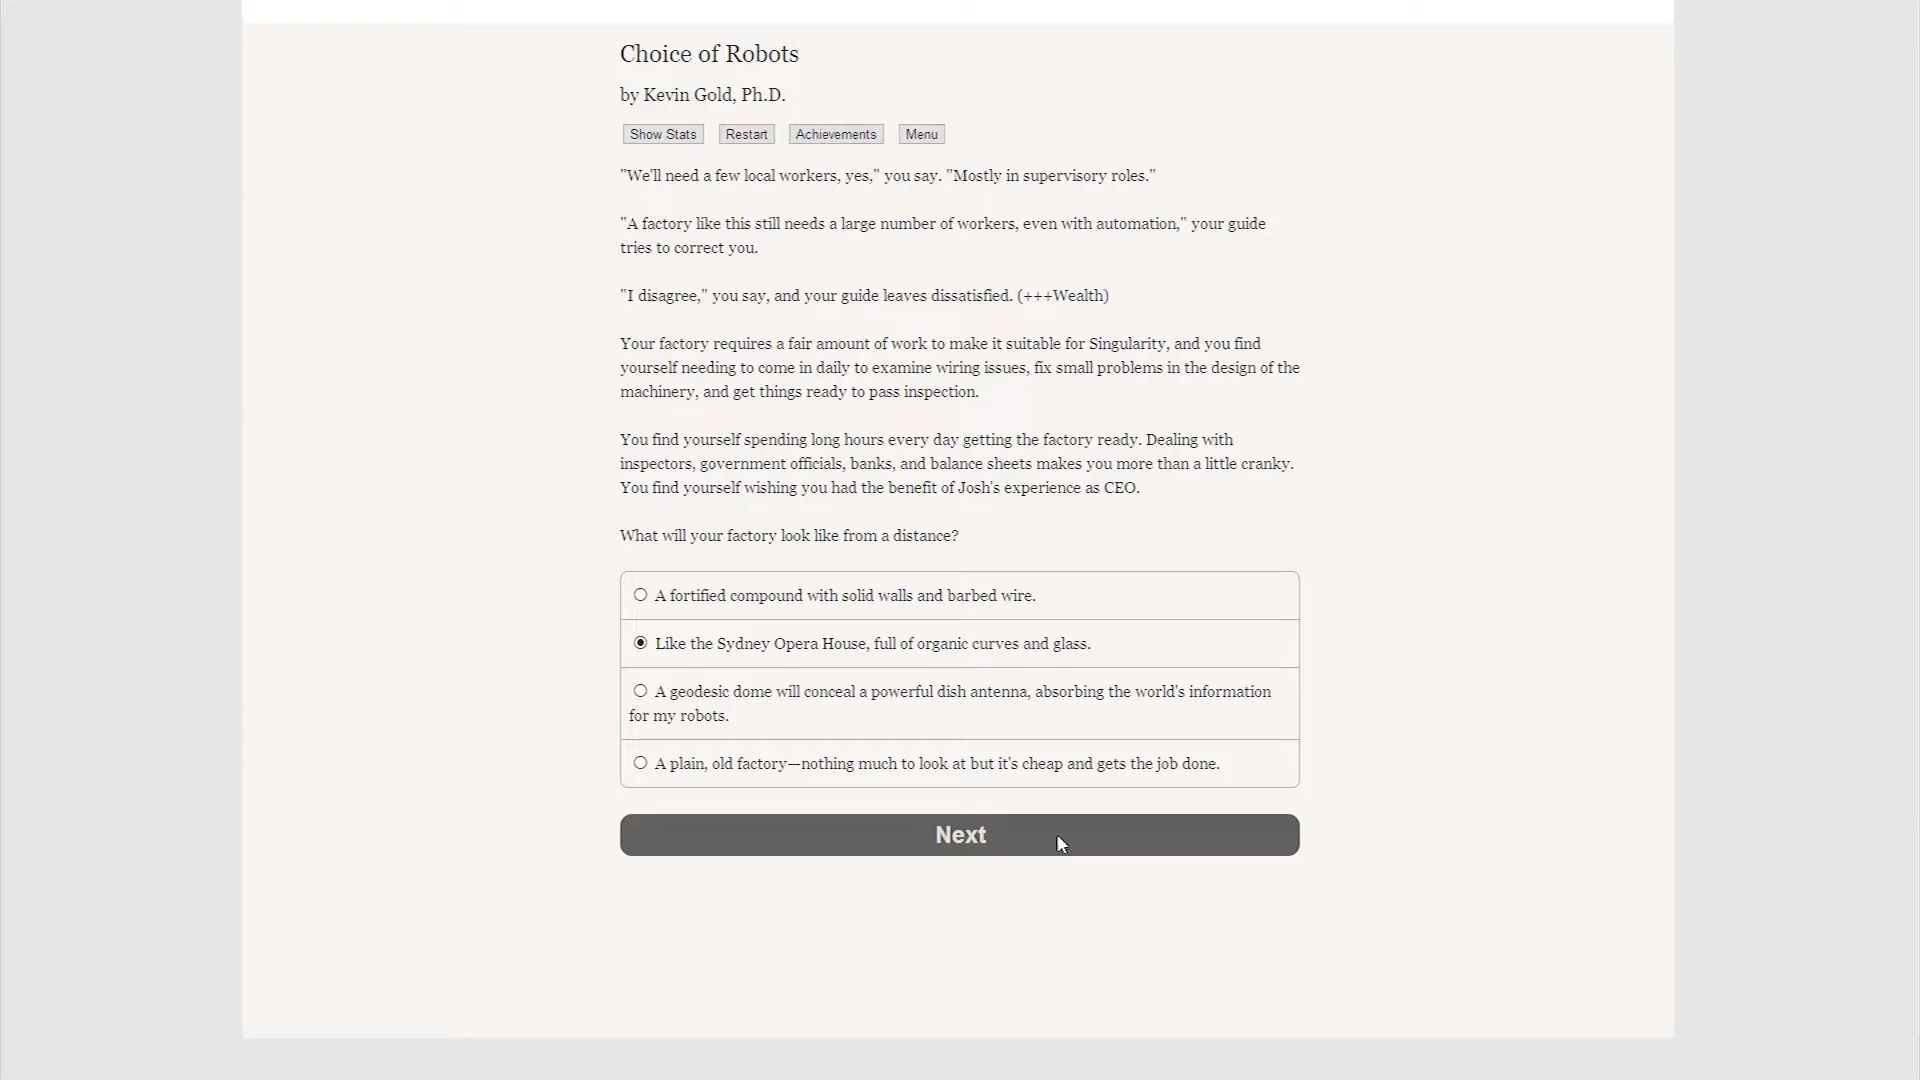 Choice of Robots
by Kevin Gold, Ph.D.
Show Stats Restart Achievements Menu
"We'll need a few local workers, yes," you say. "Mostly in supervisory roles."
"A factory like this still needs a large number of workers, even with automation," your guide
tries to correct you.
"I disagree," you say, and your guide leaves dissatisfied. (+++Wealth)
Your factory requires a fair amount of work to make it suitable for Singularity, and you find
yourself needing to come in daily to examine wiring issues, fix small problems in the design of the
machinery, and get things ready to pass inspection.
You find yourself spending long hours every day getting the factory ready. Dealing with
inspectors, government officials, banks, and balance sheets makes you more than a little cranky.
You find yourself wishing you had the benefit of Josh's experience as CEO.
What will your factory look like from a distance?
A fortified compound with solid walls and barbed wire.
Like the Sydney Opera House, full of organic curves and glass.
A geodesic dome will conceal a powerful dish antenna, absorbing the world's information
for my robots.
A plain, old factory—nothing much to look at but it's cheap and gets the job done.
Next